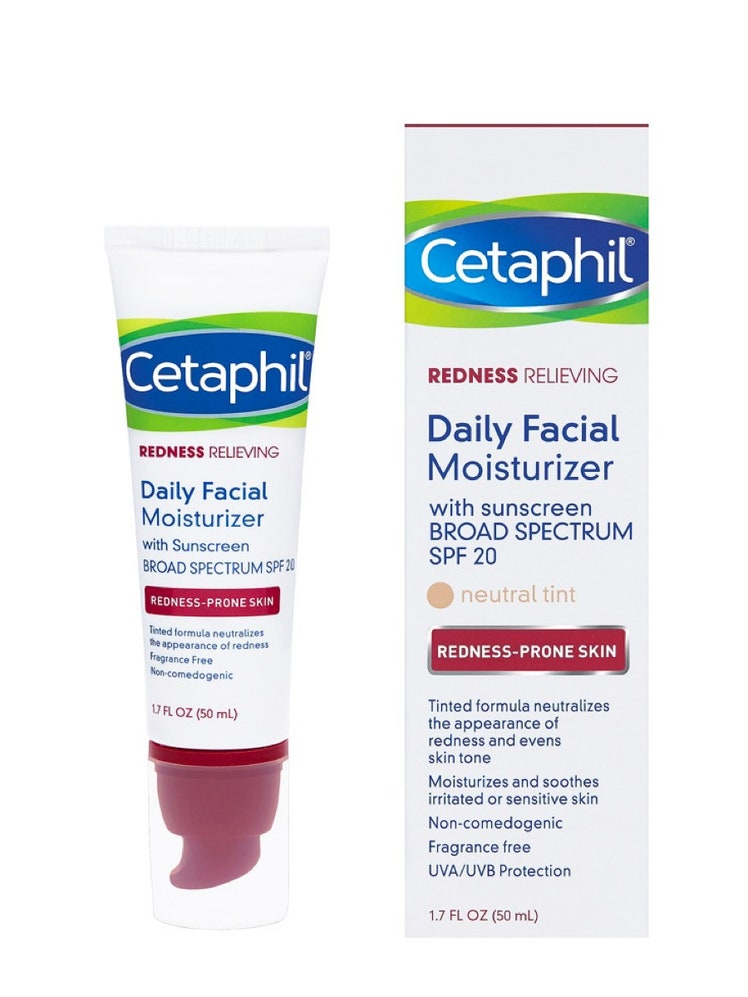 Cetaphil®
REDNESS RELIEVING
Daily Facial
Moisturizer
with Sunscreen
BROAD SPECTRUM SPF 20
REDNESS-PRONE SKIN
Tinted formula neutralizes
the appearance of redness
Fragrance Free
Non-comedogenic
1.7 FL OZ (50 mL)
Cetaphil®
REDNESS RELIEVING
Daily Facial
Moisturizer
with sunscreen
BROAD SPECTRUM
SPF 20
neutral tint
REDNESS-PRONE SKIN
Tinted formula neutralizes
the appearance of
redness and evens
skin tone
Moisturizes and soothes
irritated or sensitive skin
Non-comedogenic
Fragrance free
UVA/UVB Protection
1.7 FL OZ (50 mL)